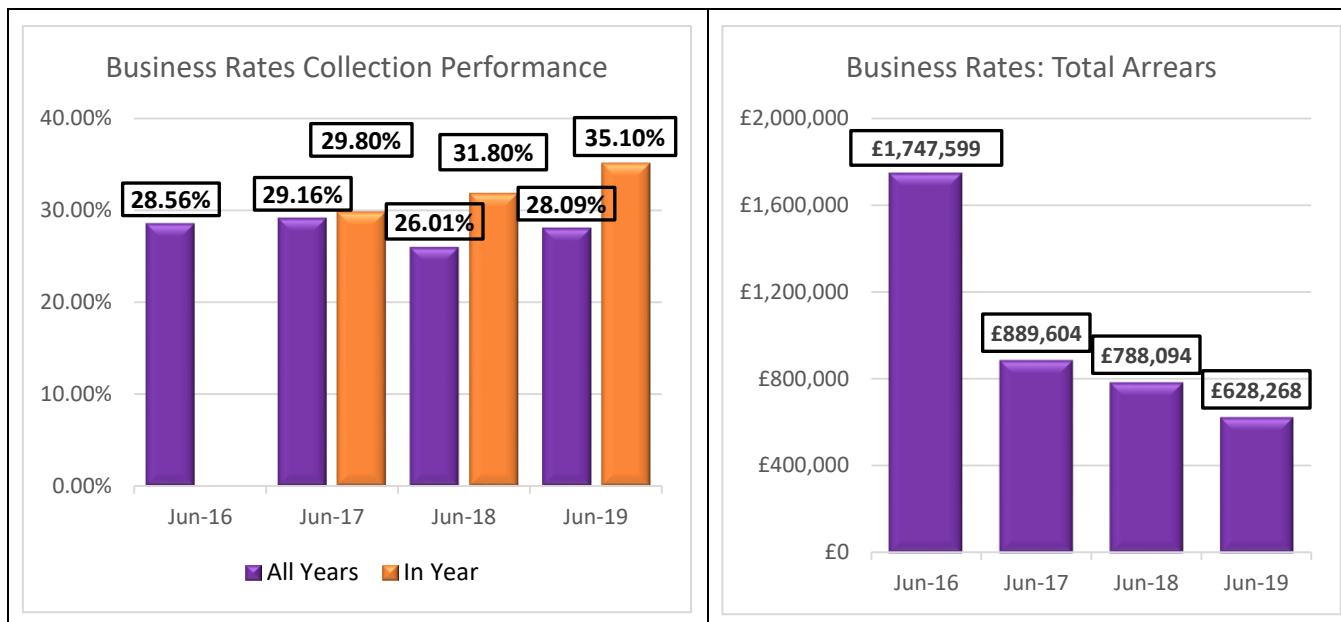 Business Rates Collection Performance
40.00%
30.00%
20.00%
10.00%
0.00%
28.56%
29.16%
29.80%
26.01%
31.80%
28.09%
35.10%
Jun-16
Jun-17
Jun-18
Jun-19
All Years
In Year
Business Rates: Total Arrears
£2,000,000
£1,600,000
£1,200,000
£800,000
£400,000
£0
£1,747,599
£889,604
£788,094
£628,268
Jun-16
Jun-17
Jun-18
Jun-19